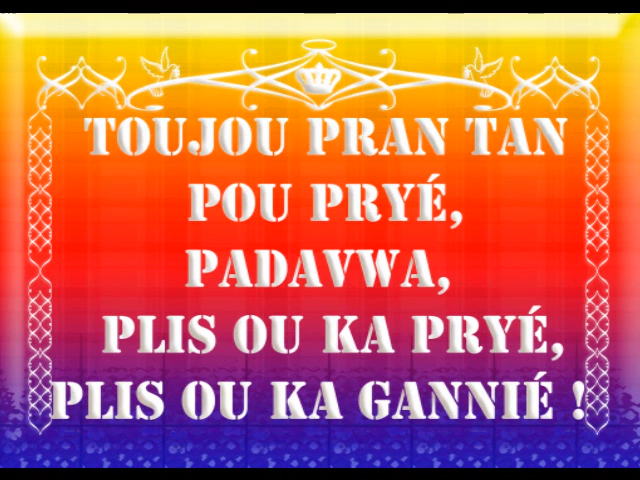 TOUJOU PRAN TAN
POU PRYÉ,
PADAVWA,
PLIS OU KA PRYÉ,
PLIS OU KA GANNIÉ !